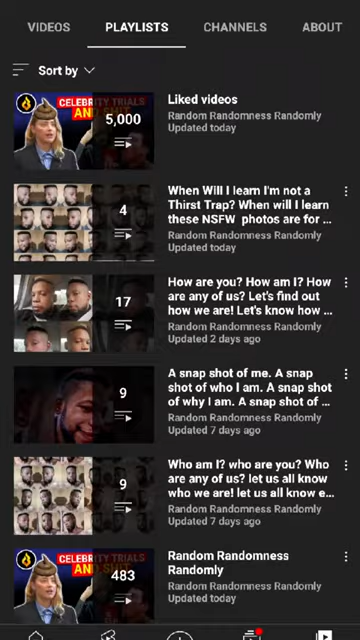 VIDEOS PLAYLISTS CHANNELS ABOUT
Sort by
CELEBRITY TRIALS
AND SHIT
5,000
Liked videos
Random Randomness Randomly
Updated today
4
When Will I learn I'm not a
Thirst Trap? When will I learn
these NSFW photos are for ...
Random Randomness Randomly
Updated today
17
How are you? How am I? How
are any of us? Let's find out
how we are! Let's know how ...
Random Randomness Randomly
Updated 2 days ago
9
A snap shot of me. A snap
shot of who I am. A snap shot
of why I am. A snap shot of ...
Random Randomness Randomly
Updated 7 days ago
9
Who am I? who are you? Who
are any of us? let us all know
who we are! let us all know e...
Random Randomness Randomly
Updated 7 days ago
CELEBRITY TRIALS
AND SHIT
483
Random Randomness
Randomly
Random Randomness Randomly
Updated today